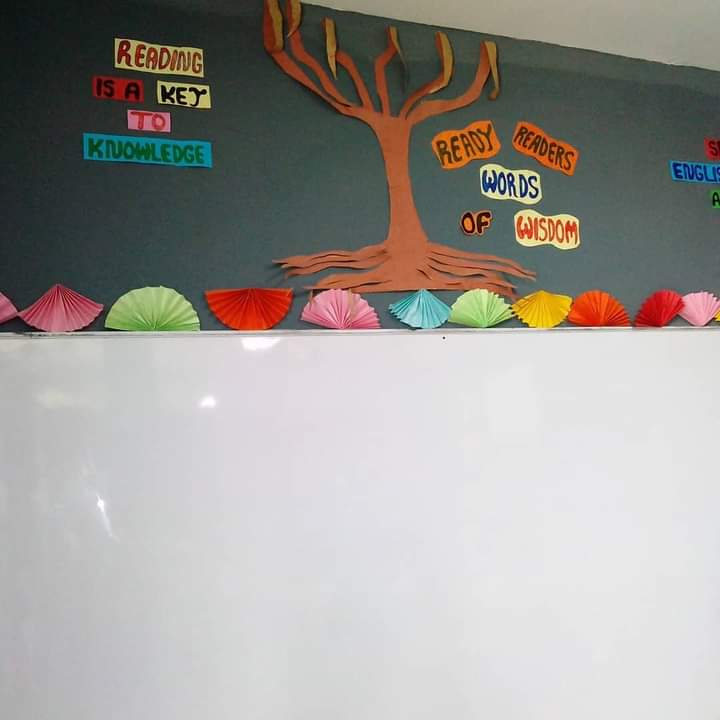 READING
IS A KEY
TO
KNOWLEDGE
READY READERS
WORDS
OF WISDOM